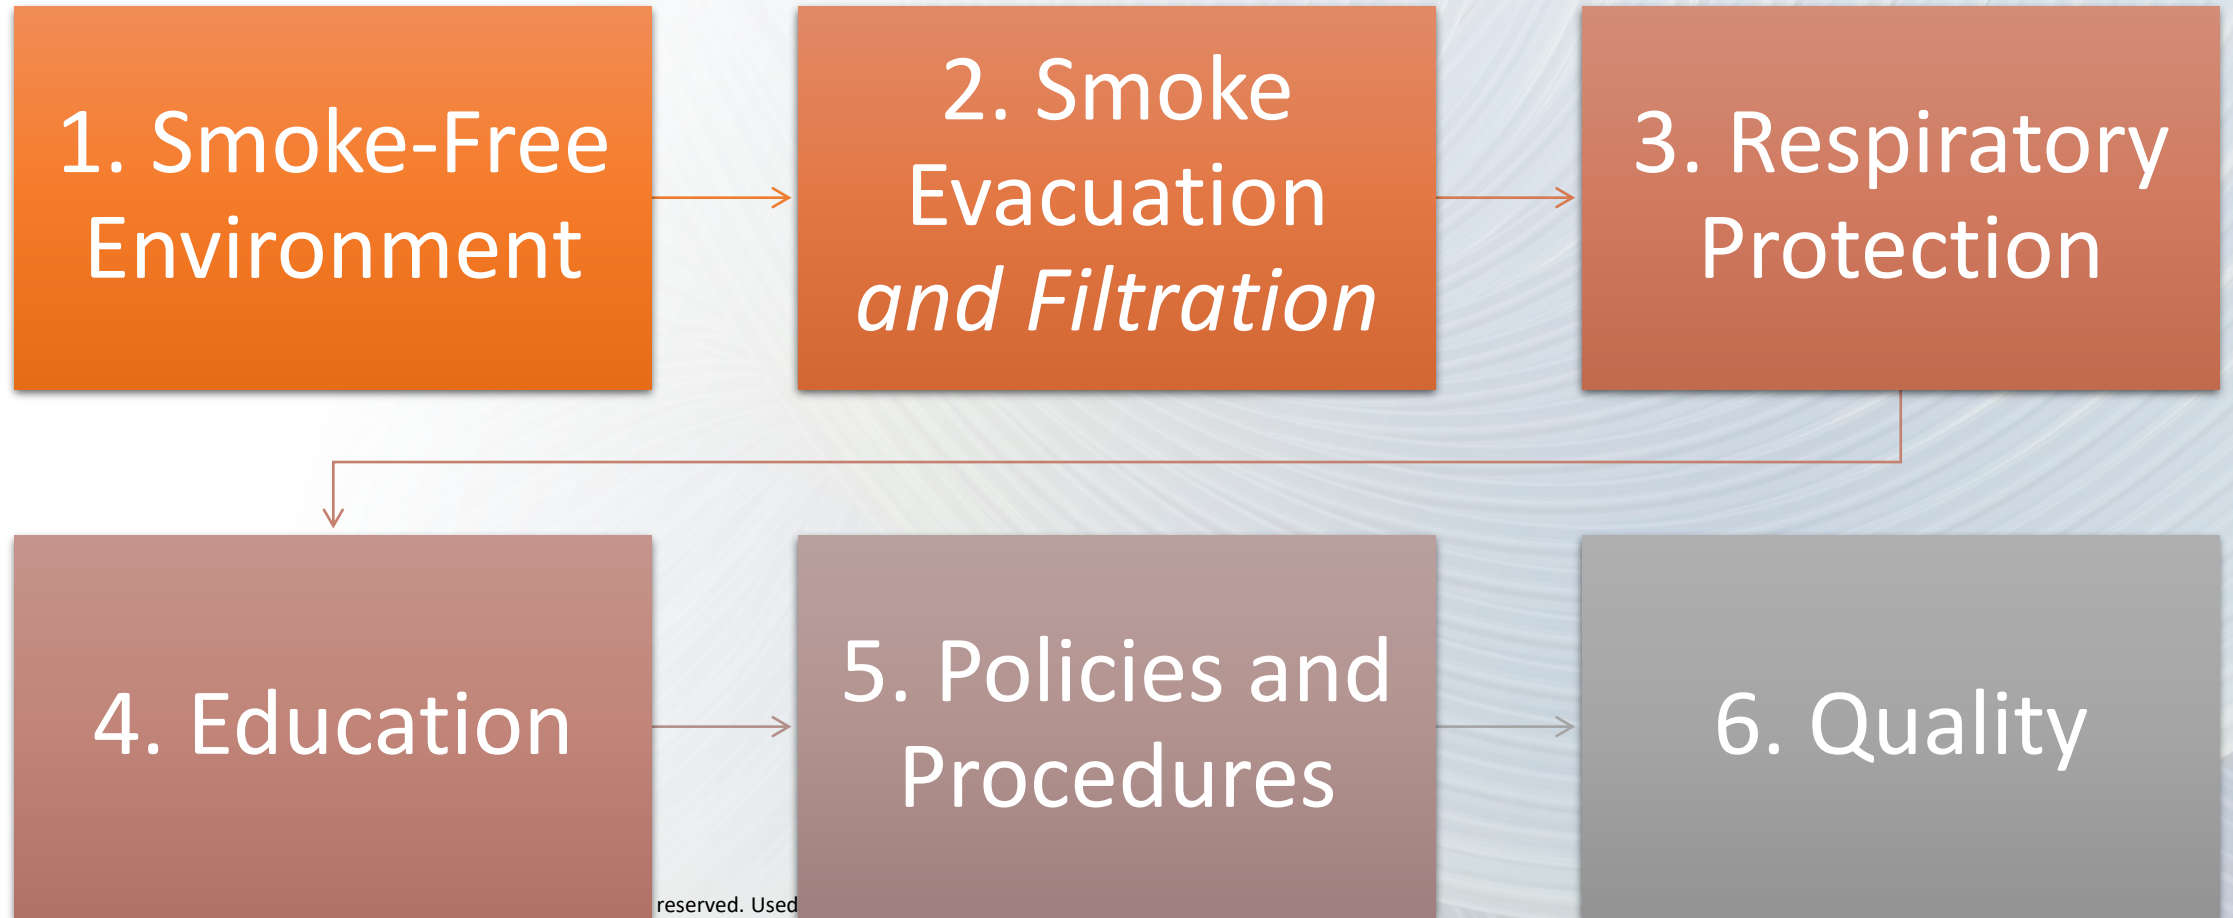 1. Smoke-Free
Environment
2. Smoke
Evacuation
and Filtration
3. Respiratory
Protection
4. Education
5. Policies and
Procedures
6. Quality
reserved. Used